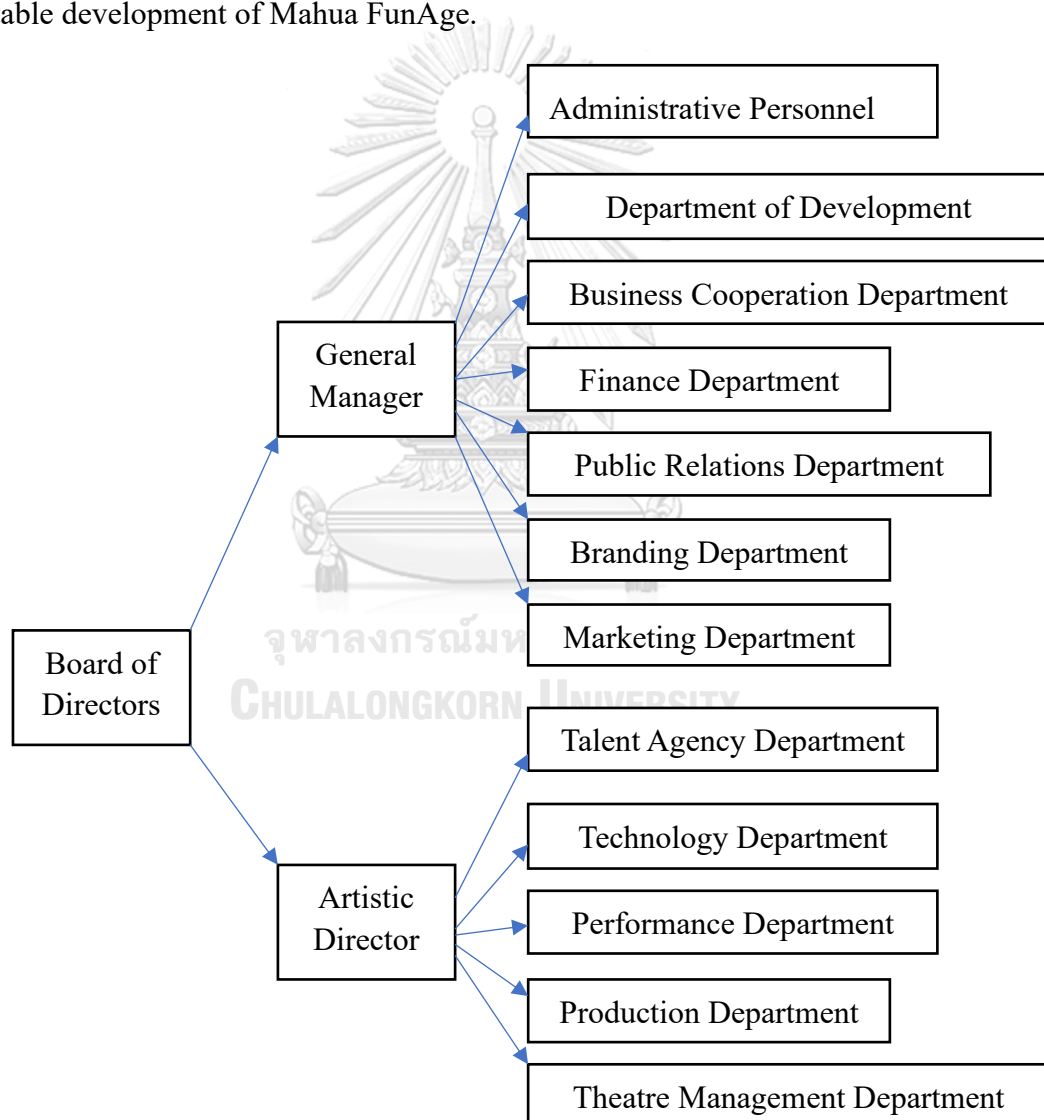 able development of Mahua FunAge.
Administrative Personnel
Department of Development
Business Cooperation Department
General
Manager
Finance Department
Public Relations Department
Branding Department
Marketing Department
Board of
Directors
จุฬาลงกรณ์มห
CHULALONGKORN UNIVERSITY
Talent Agency Department
Technology Department
Artistic
Director
Performance Department
Production Department
Theatre Management Department